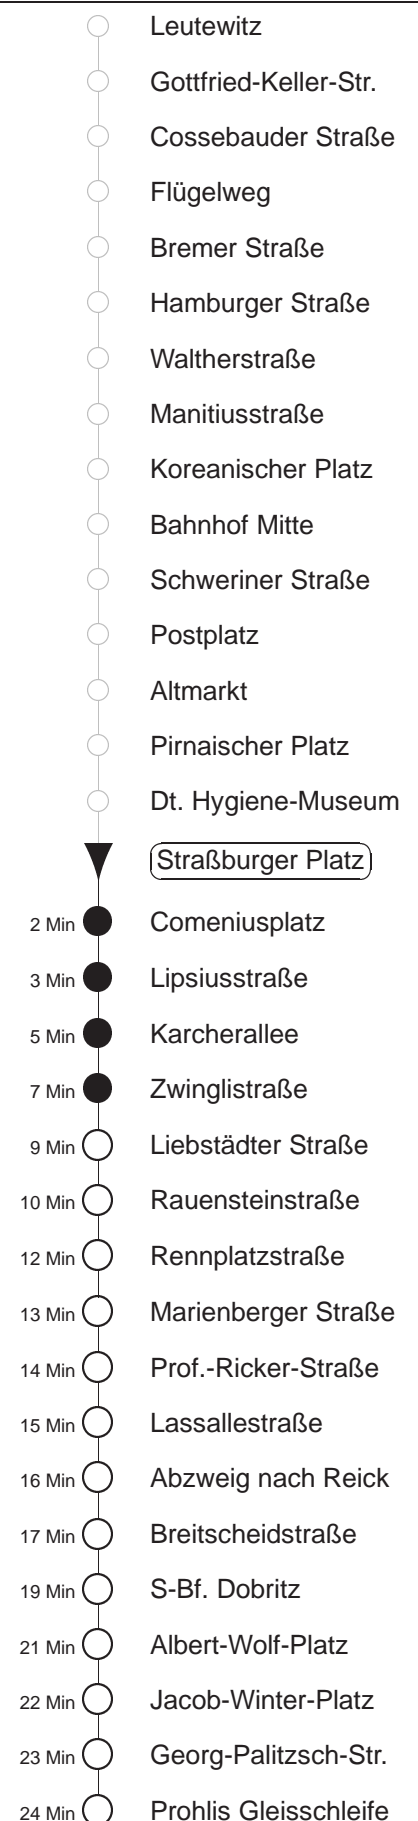 Leutewitz
Gottfried-Keller-Str.
Cossebauder Straße
Flügelweg
Bremer Straße
Hamburger Straße
Waltherstraße
Manitiusstraße
Koreanischer Platz
Bahnhof Mitte
Schweriner Straße
Postplatz
Altmarkt
Pirnaischer Platz
Dt. Hygiene-Museum
Straßburger Platz
2 Min Comeniusplatz
3 Min Lipsiusstraße
5 Min Karcherallee
7 Min Zwinglistraße
9 Min Liebstädter Straße
10 Min Rauensteinstraße
12 Min Rennplatzstraße
13 Min Marienberger Straße
14 Min Prof.-Ricker-Straße
15 Min Lassallestraße
16 Min Abzweig nach Reick
17 Min Breitscheidstraße
19 Min S-Bf. Dobritz
21 Min Albert-Wolf-Platz
22 Min Jacob-Winter-Platz
23 Min Georg-Palitzsch-Str.
24 Min Prohlis Gleisschleife